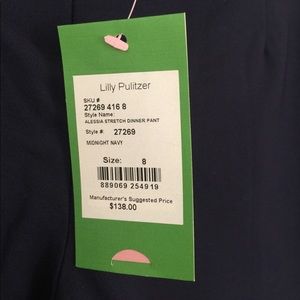 Lilly Pulitzer
SKU #
27269 416 8
Style Name:
ALESSIA STRETCH DINNER PANT
Style #: 27269
MIDNIGHT NAVY
Size: 8
889069 254919
Manufacturer's Suggested Price
$138.00